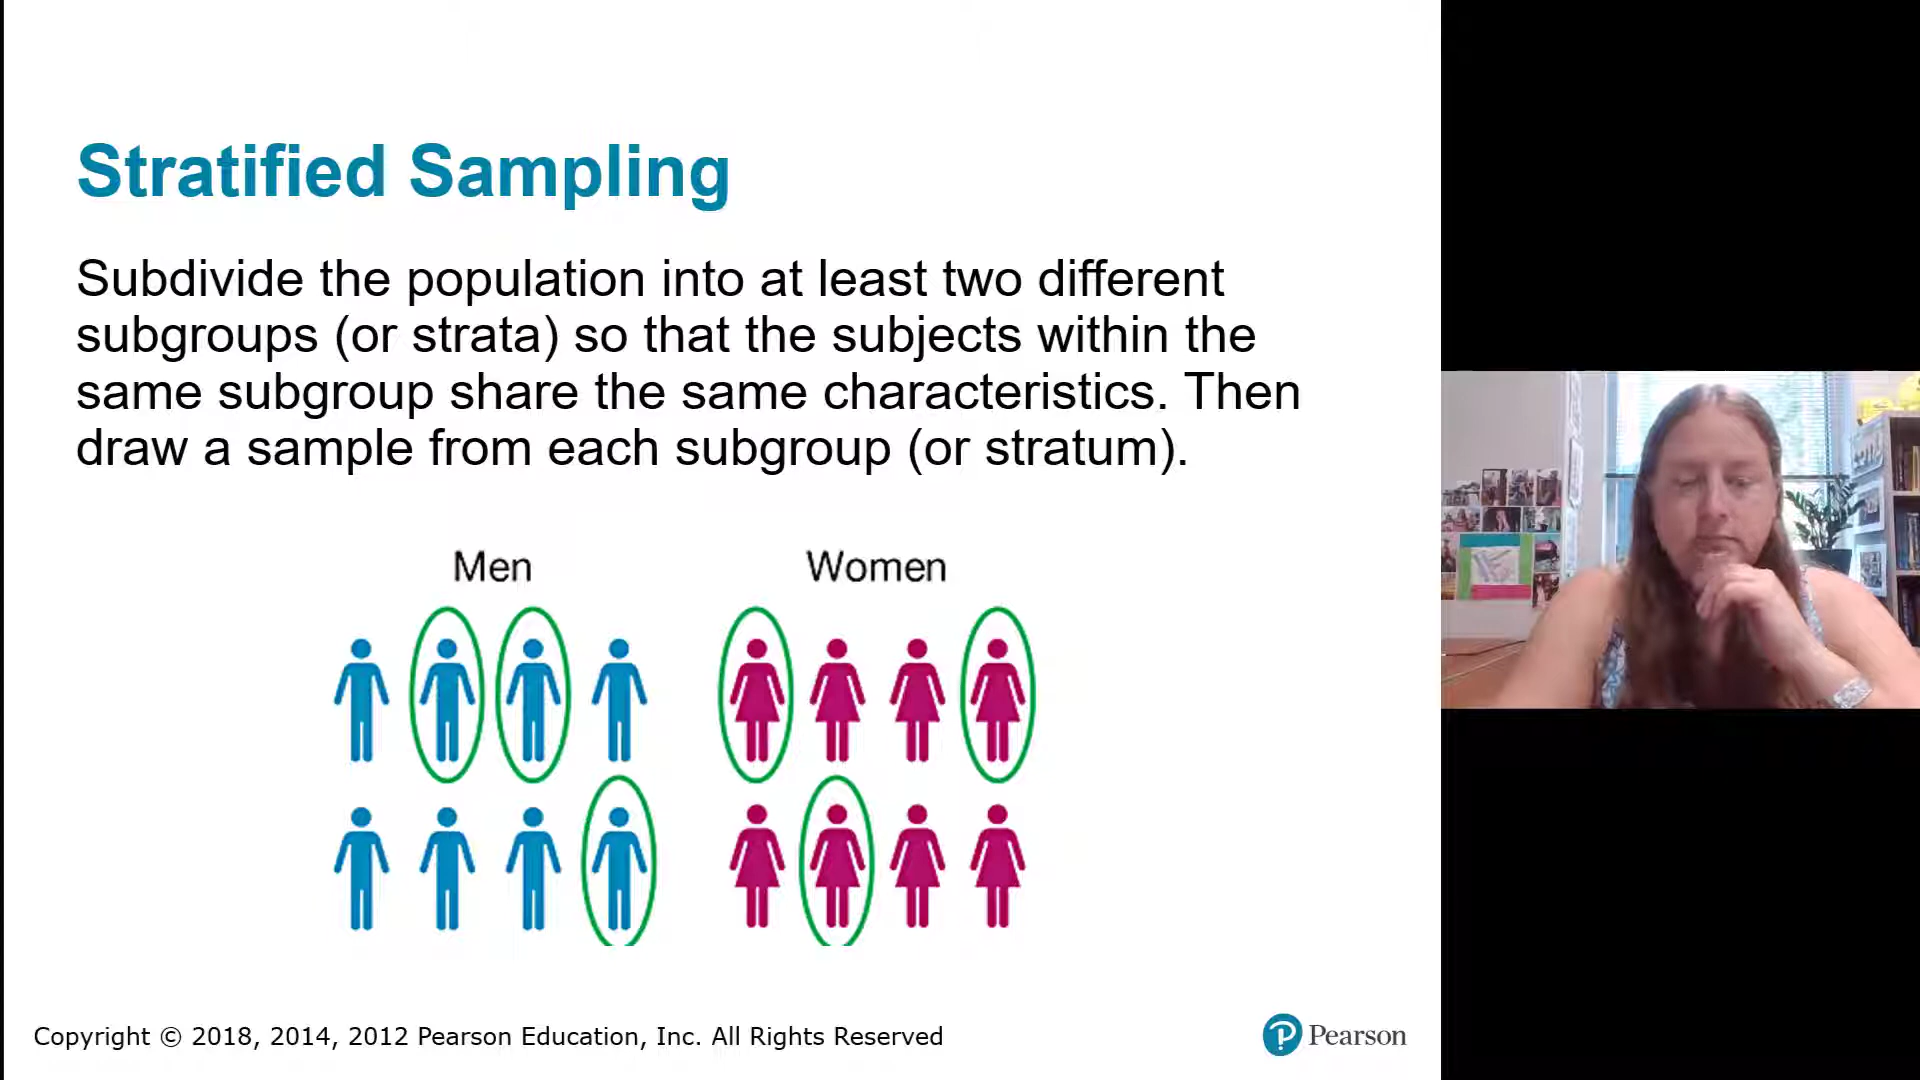 Stratified Sampling
Subdivide the population into at least two different
subgroups (or strata) so that the subjects within the
same subgroup share the same characteristics. Then
draw a sample from each subgroup (or stratum).
Men Women
Copyright © 2018, 2014, 2012 Pearson Education, Inc. All Rights Reserved
Pearson